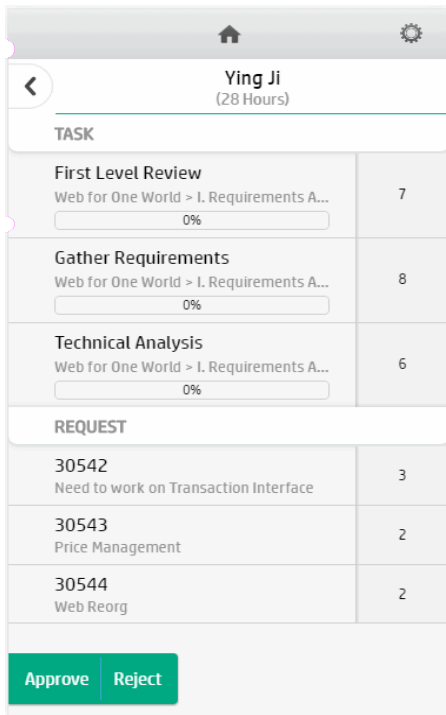 Ying Ji
(28 Hours)
TASK
First Level Review
Web for One World > I. Requirements A...
7
0%
Gather Requirements
Web for One World > I. Requirements A...
8
0%
Technical Analysis
Web for One World > I. Requirements A...
6
0%
REQUEST
30542
3
Need to work on Transaction Interface
30543
2
Price Management
30544
2
Web Reorg
Approve Reject